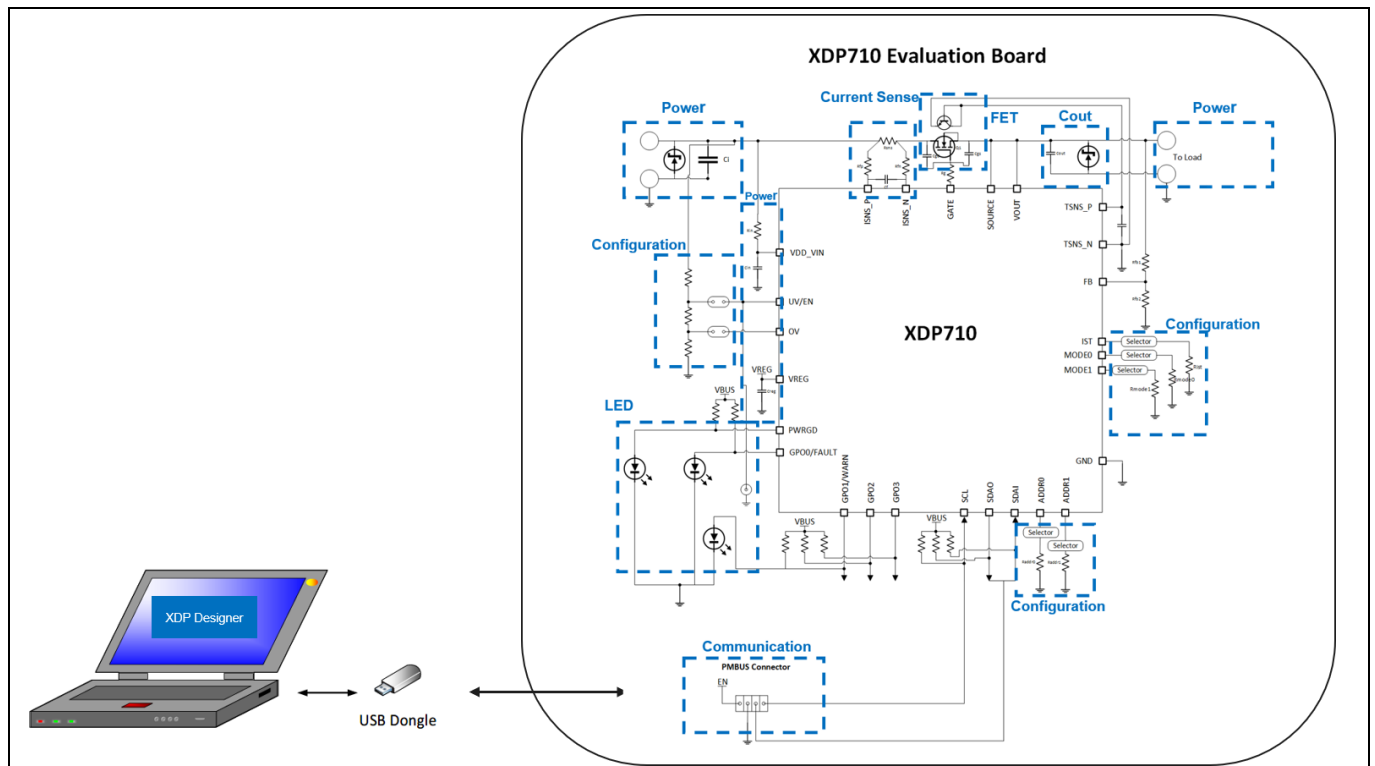 XDP710 Evaluation Board
Power
Current Sense
FET
Cout
Power
Ci
To Load
ISNS_P
ISNS_N
GATE
SOURCE
VOUT
TSNS_P
TSNS_N
FB
Power
VDD_VIN
Configuration
UV/EN
OV
XDP710
IST
MODE0
MODE1
Selector
Selector
Selector
Configuration
Rmode1
VREG
VREG
VBUS
LED
PWRGD
GPO0/FAULT
GND
GPO1/WARN
GPO2
GPO3
SCL
SDAO
SDAI
ADDR0
ADDR1
VBUS
VBUS
Selector
Selector
Configuration
XDP Designer
USB Dongle
Communication
PMBUS Connector
EN